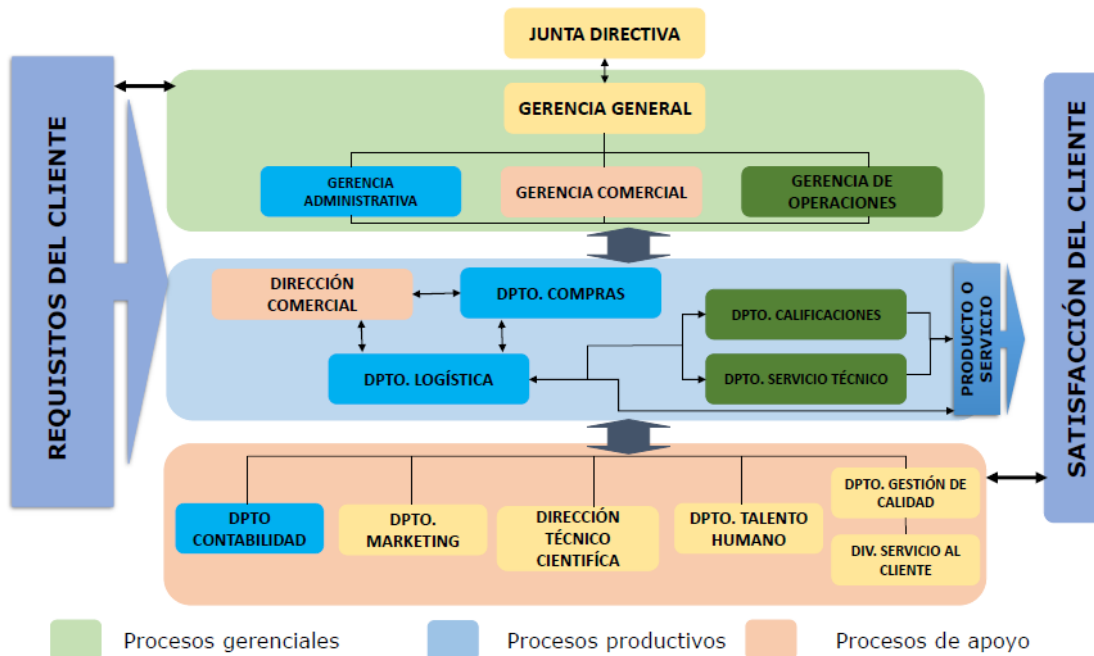 JUNTA DIRECTIVA
REQUISITOS DEL CLIENTE
GERENCIA GENERAL
GERENCIA
ADMINISTRATIVA
GERENCIA COMERCIAL
GERENCIA DE
OPERACIONES
DIRECCIÓN
COMERCIAL
DPTO. COMPRAS
DPTO. CALIFICACIONES
DPTO. LOGÍSTICA
DPTO. SERVICIO TÉCNICO
PRODUCTO O
SERVICIO
SATISFACCIÓN DEL CLIENTE
DPTO
CONTABILIDAD
DPTO.
MARKETING
DIRECCIÓN
TÉCNICO
CIENTIFÍCA
DPTO. TALENTO
HUMANO
DPTO. GESTIÓN DE
CALIDAD
DIV. SERVICIO AL
CLIENTE
Procesos gerenciales
Procesos productivos
Procesos de apoyo